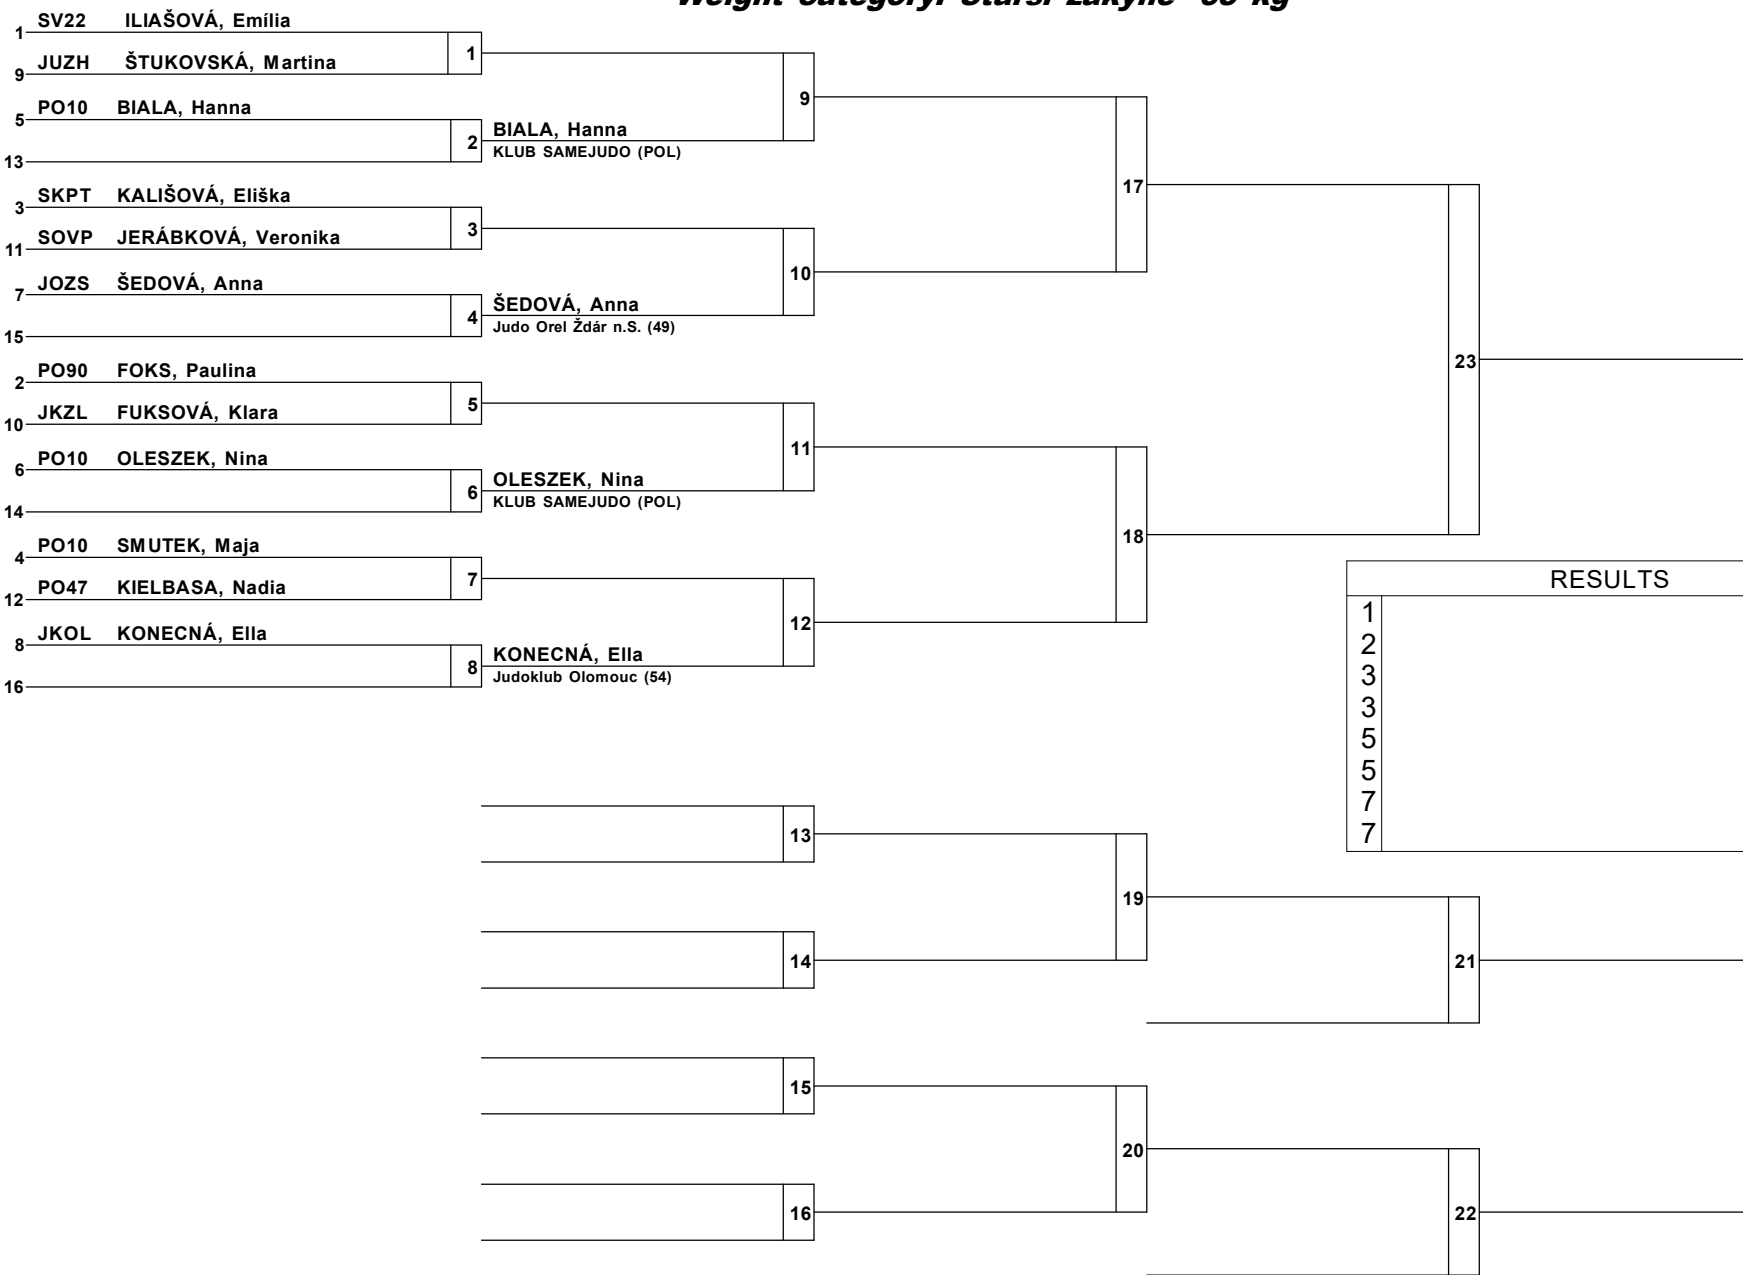 Weight category: Starsi zakyne kg
1 SV22 ILIAŠOVÁ, Emília
9 JUZH ŠTUKOVSKÁ, Martina
1
5 PO10 BIALA, Hanna
13
2 BIALA, Hanna
KLUB SAMEJUDO (POL)
9
3 SKPT KALIŠOVÁ, Eliška
11 SOVP JERÁBKOVÁ, Veronika
3
7 JOZS ŠEDOVÁ, Anna
15
4 ŠEDOVÁ, Anna
Judo Orel Ždár n.S. (49)
10
17
2 PO90 FOKS, Paulina
10 JKZL FUKSOVÁ, Klara
5
6 PO10 OLESZEK, Nina
14
6 OLESZEK, Nina
KLUB SAMEJUDO (POL)
11
4 PO10 SMUTEK, Maja
12 PO47 KIELBASA, Nadia
7
8 JKOL KONECNÁ, Ella
16
8 KONECNÁ, Ella
Judoklub Olomouc (54)
12
18
23
RESULTS
1
2
3
3
5
5
7
7
13
14
19
21
15
16
20
22